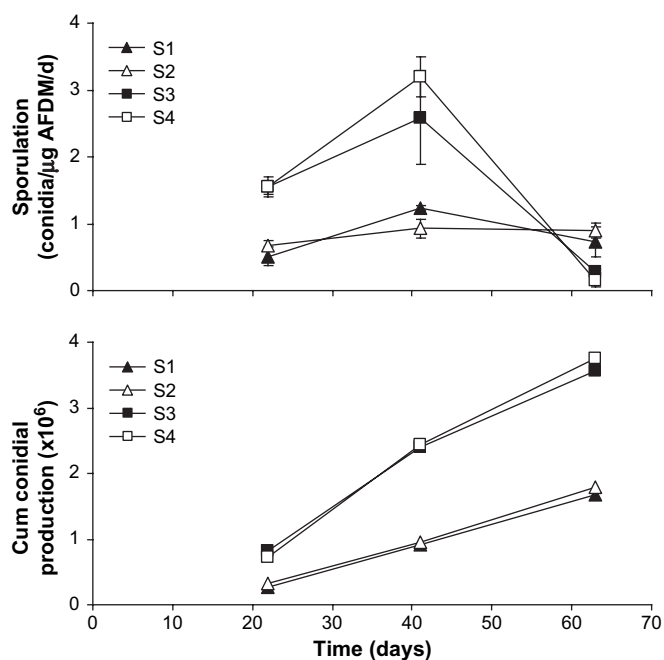 Sporulation
(conidia/µg AFDM/d)
4
3
2
1
0
S1
S2
S3
S4
Cum conidial
production (x10⁶)
4
3
2
1
0
S1
S2
S3
S4
0 10 20 30 40 50 60 70
Time (days)